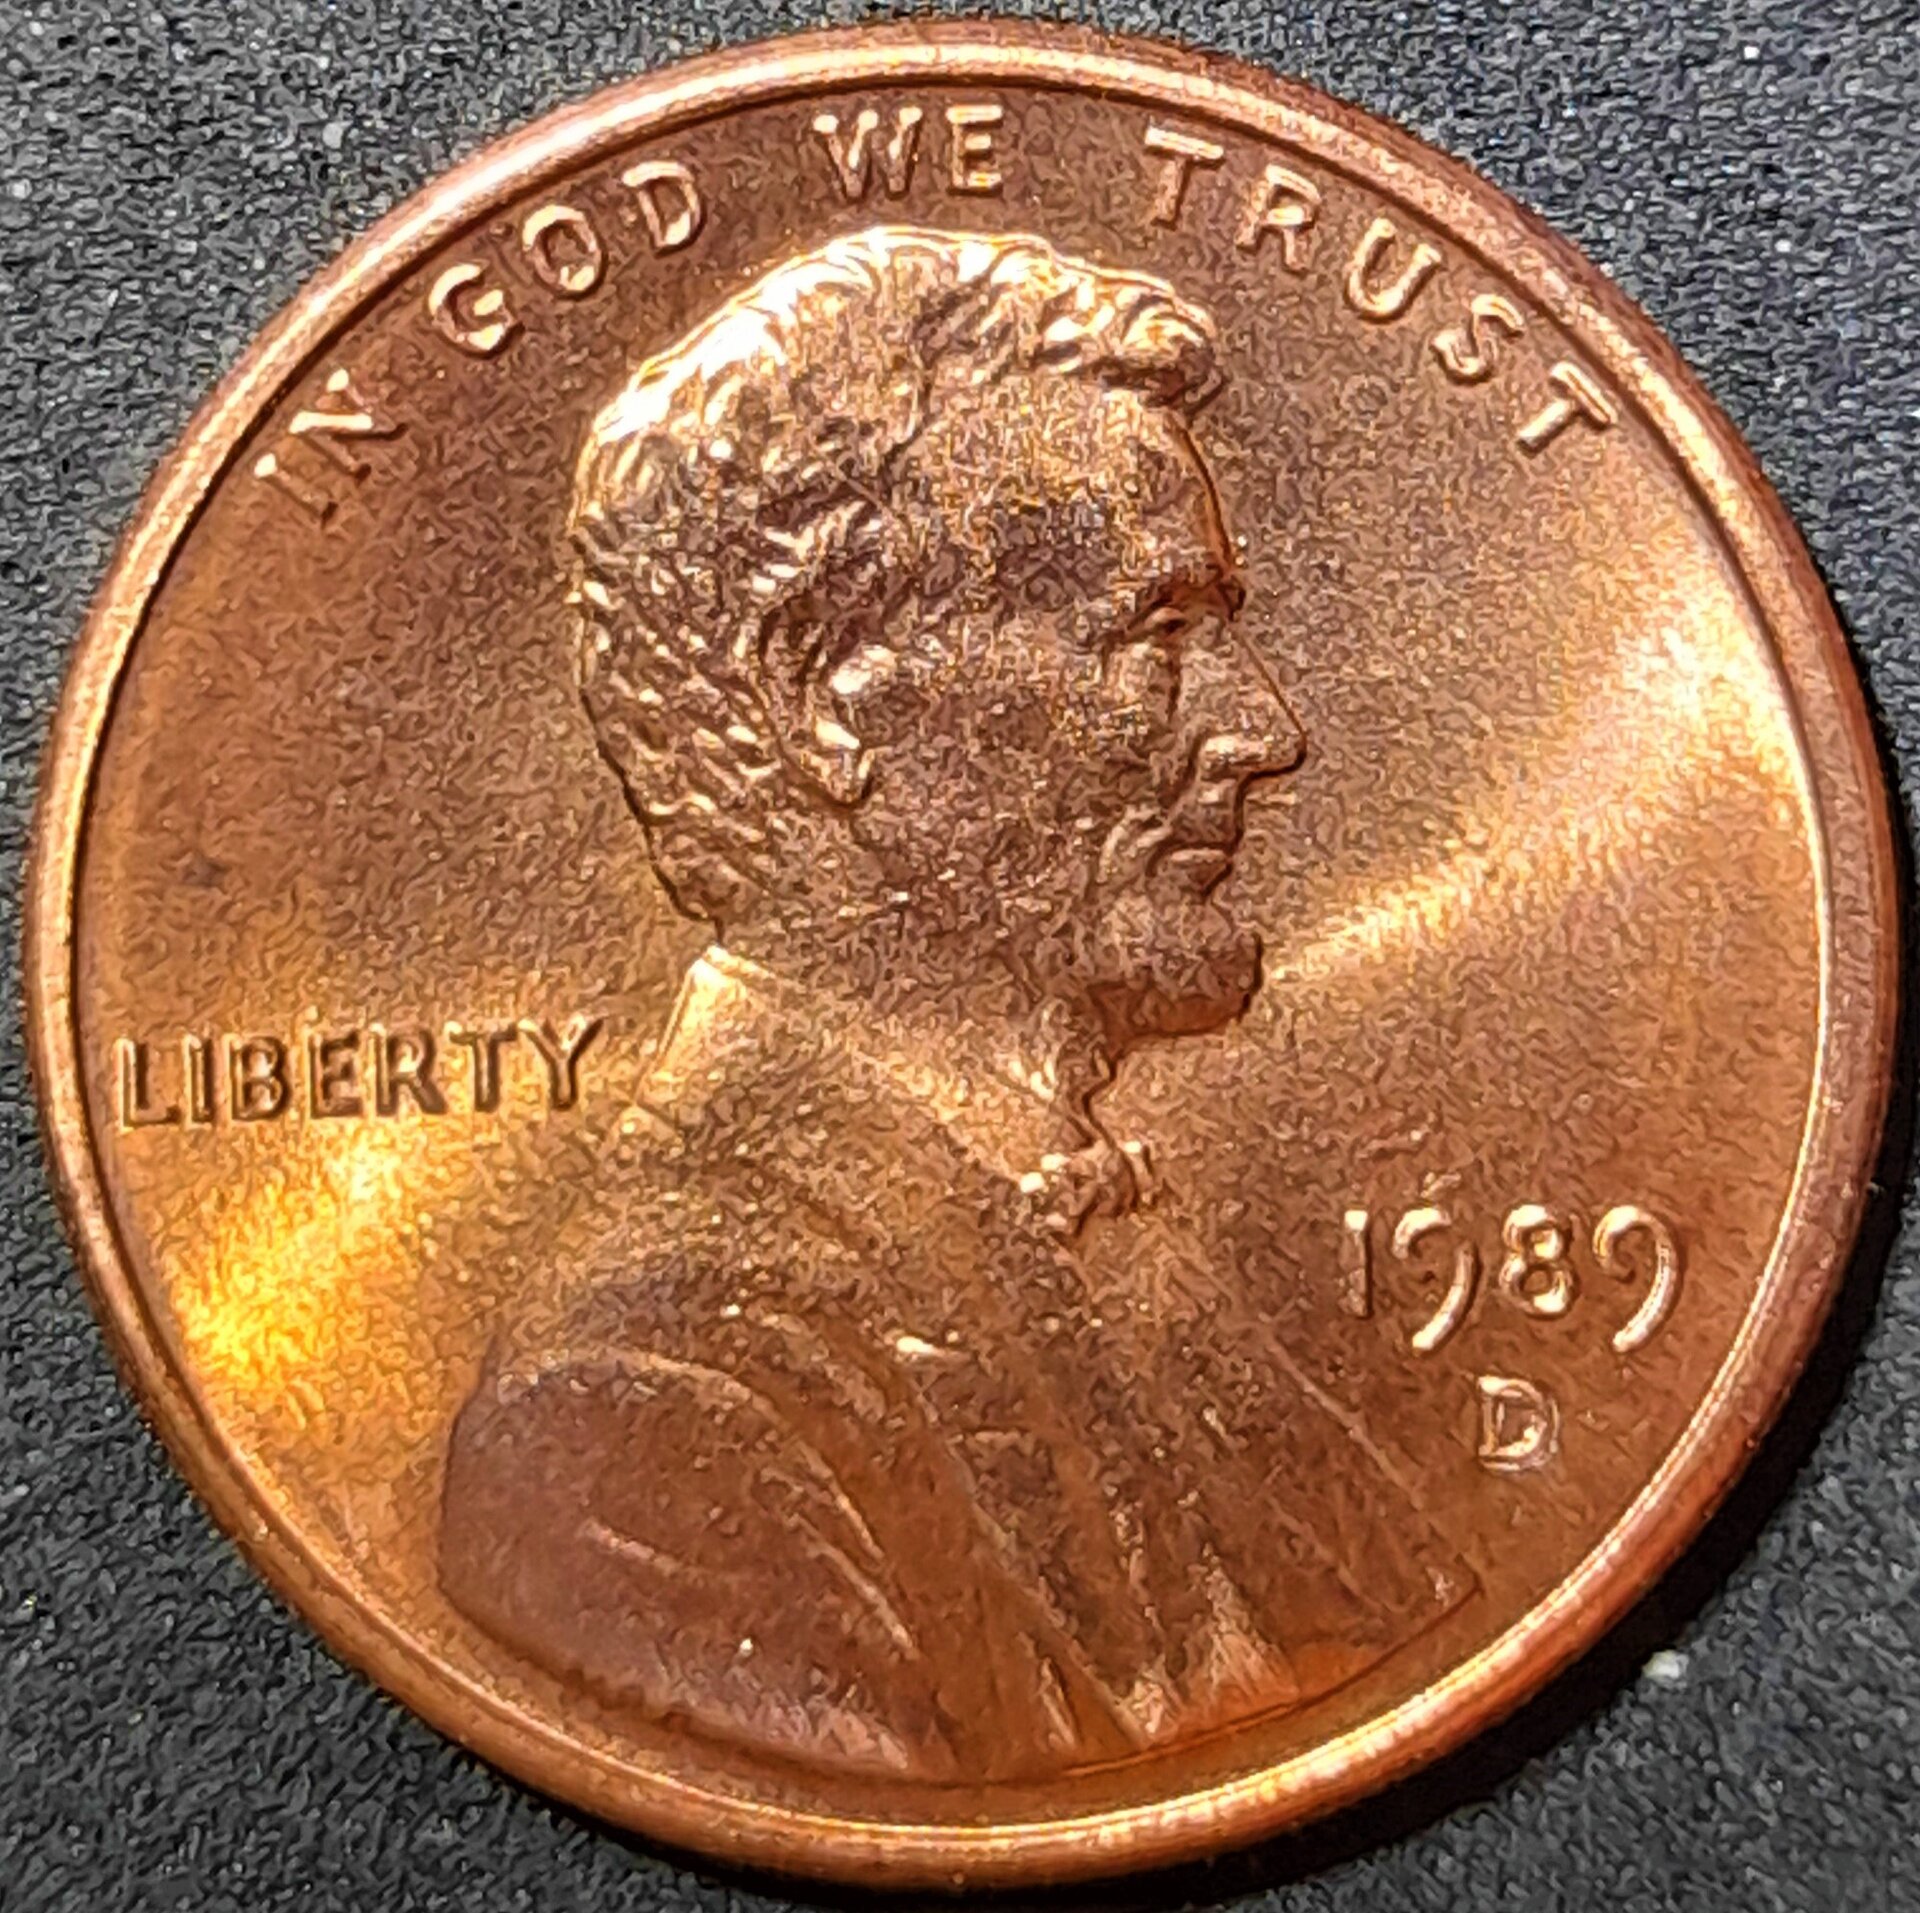 IN GOD WE TRUST
LIBERTY
1989
D